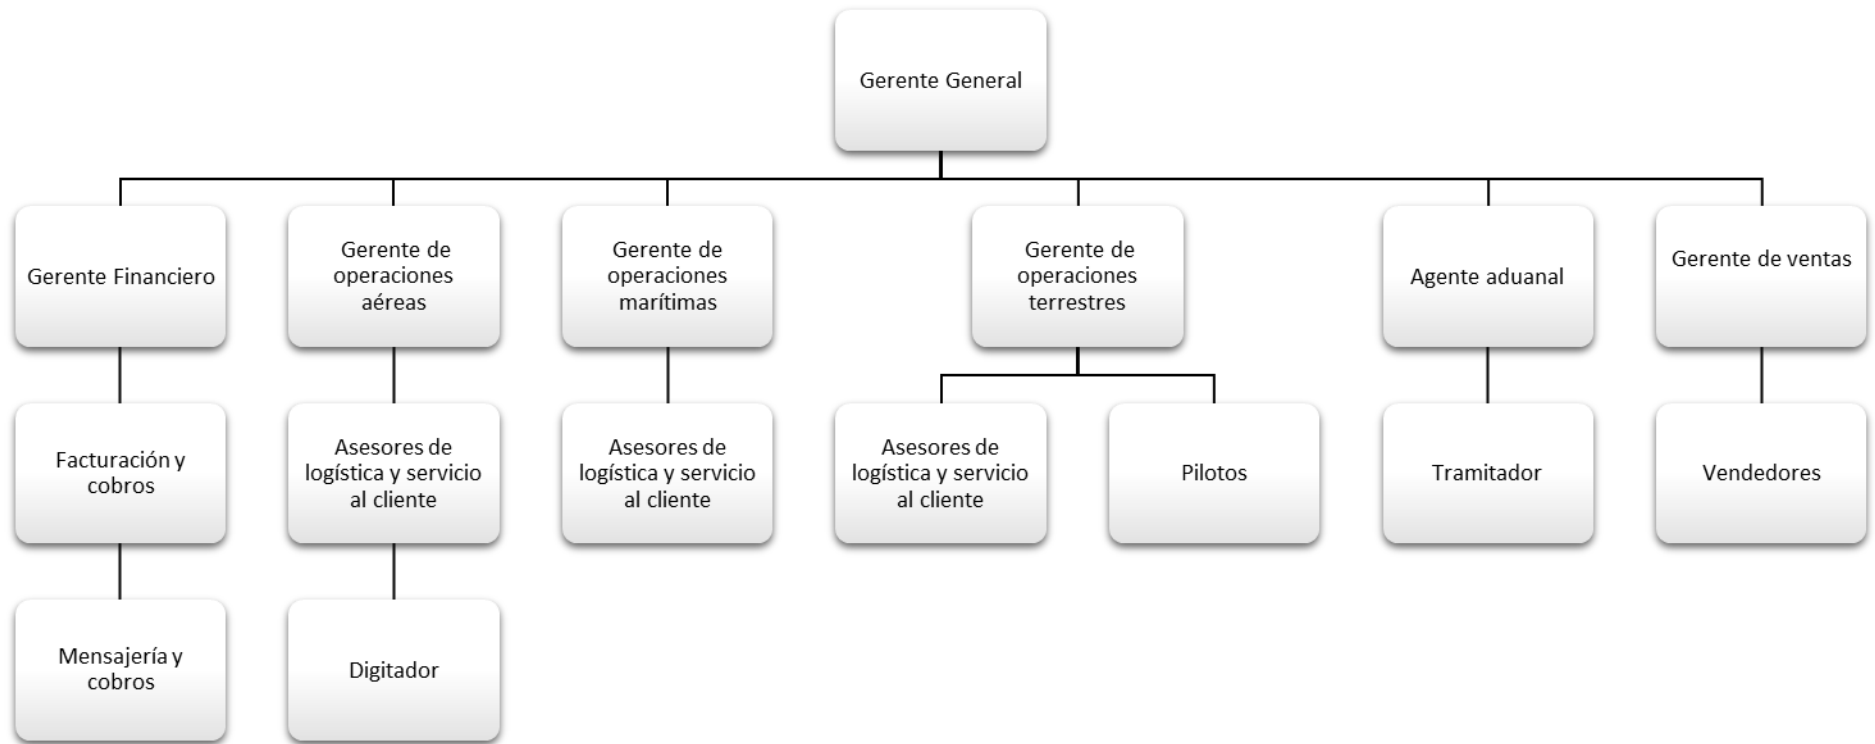 Gerente General
Gerente Financiero
Gerente de
operaciones
aéreas
Gerente de
operaciones
marítimas
Gerente de
operaciones
terrestres
Agente aduanal
Gerente de ventas
Facturación y
cobros
Asesores de
logística y servicio
al cliente
Asesores de
logística y servicio
al cliente
Asesores de
logística y servicio
al cliente
Pilotos
Tramitador
Vendedores
Mensajería y
cobros
Digitador